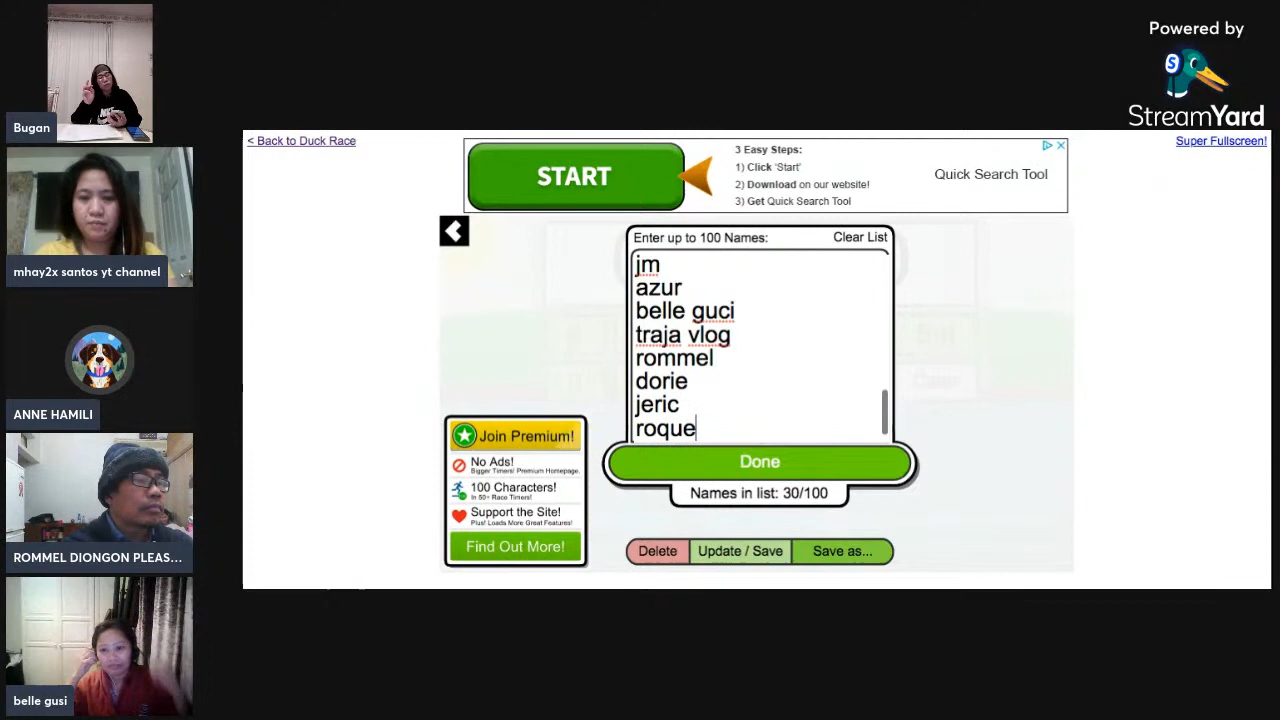 Powered by
StreamYard
Bugan
mhay2x santos yt channel
ANNE HAMILI
ROMMEL DIONGON PLEAS...
belle gusi
< Back to Duck Race
Super Fullscreen!
START
3 Easy Steps:
1) Click 'Start'
2) Download on our website!
3) Get Quick Search Tool
Quick Search Tool
Enter up to 100 Names:
Clear List
jm
azur
belle guci
traja vlog
rommel
dorie
jeric
roque
Done
Names in list: 30/100
Join Premium!
No Ads!
Bigger Timers! Premium Homepage.
100 Characters!
In 50+ Race Timers!
Support the Site!
Plus! Loads More Great Features!
Find Out More!
Delete
Update / Save
Save as...